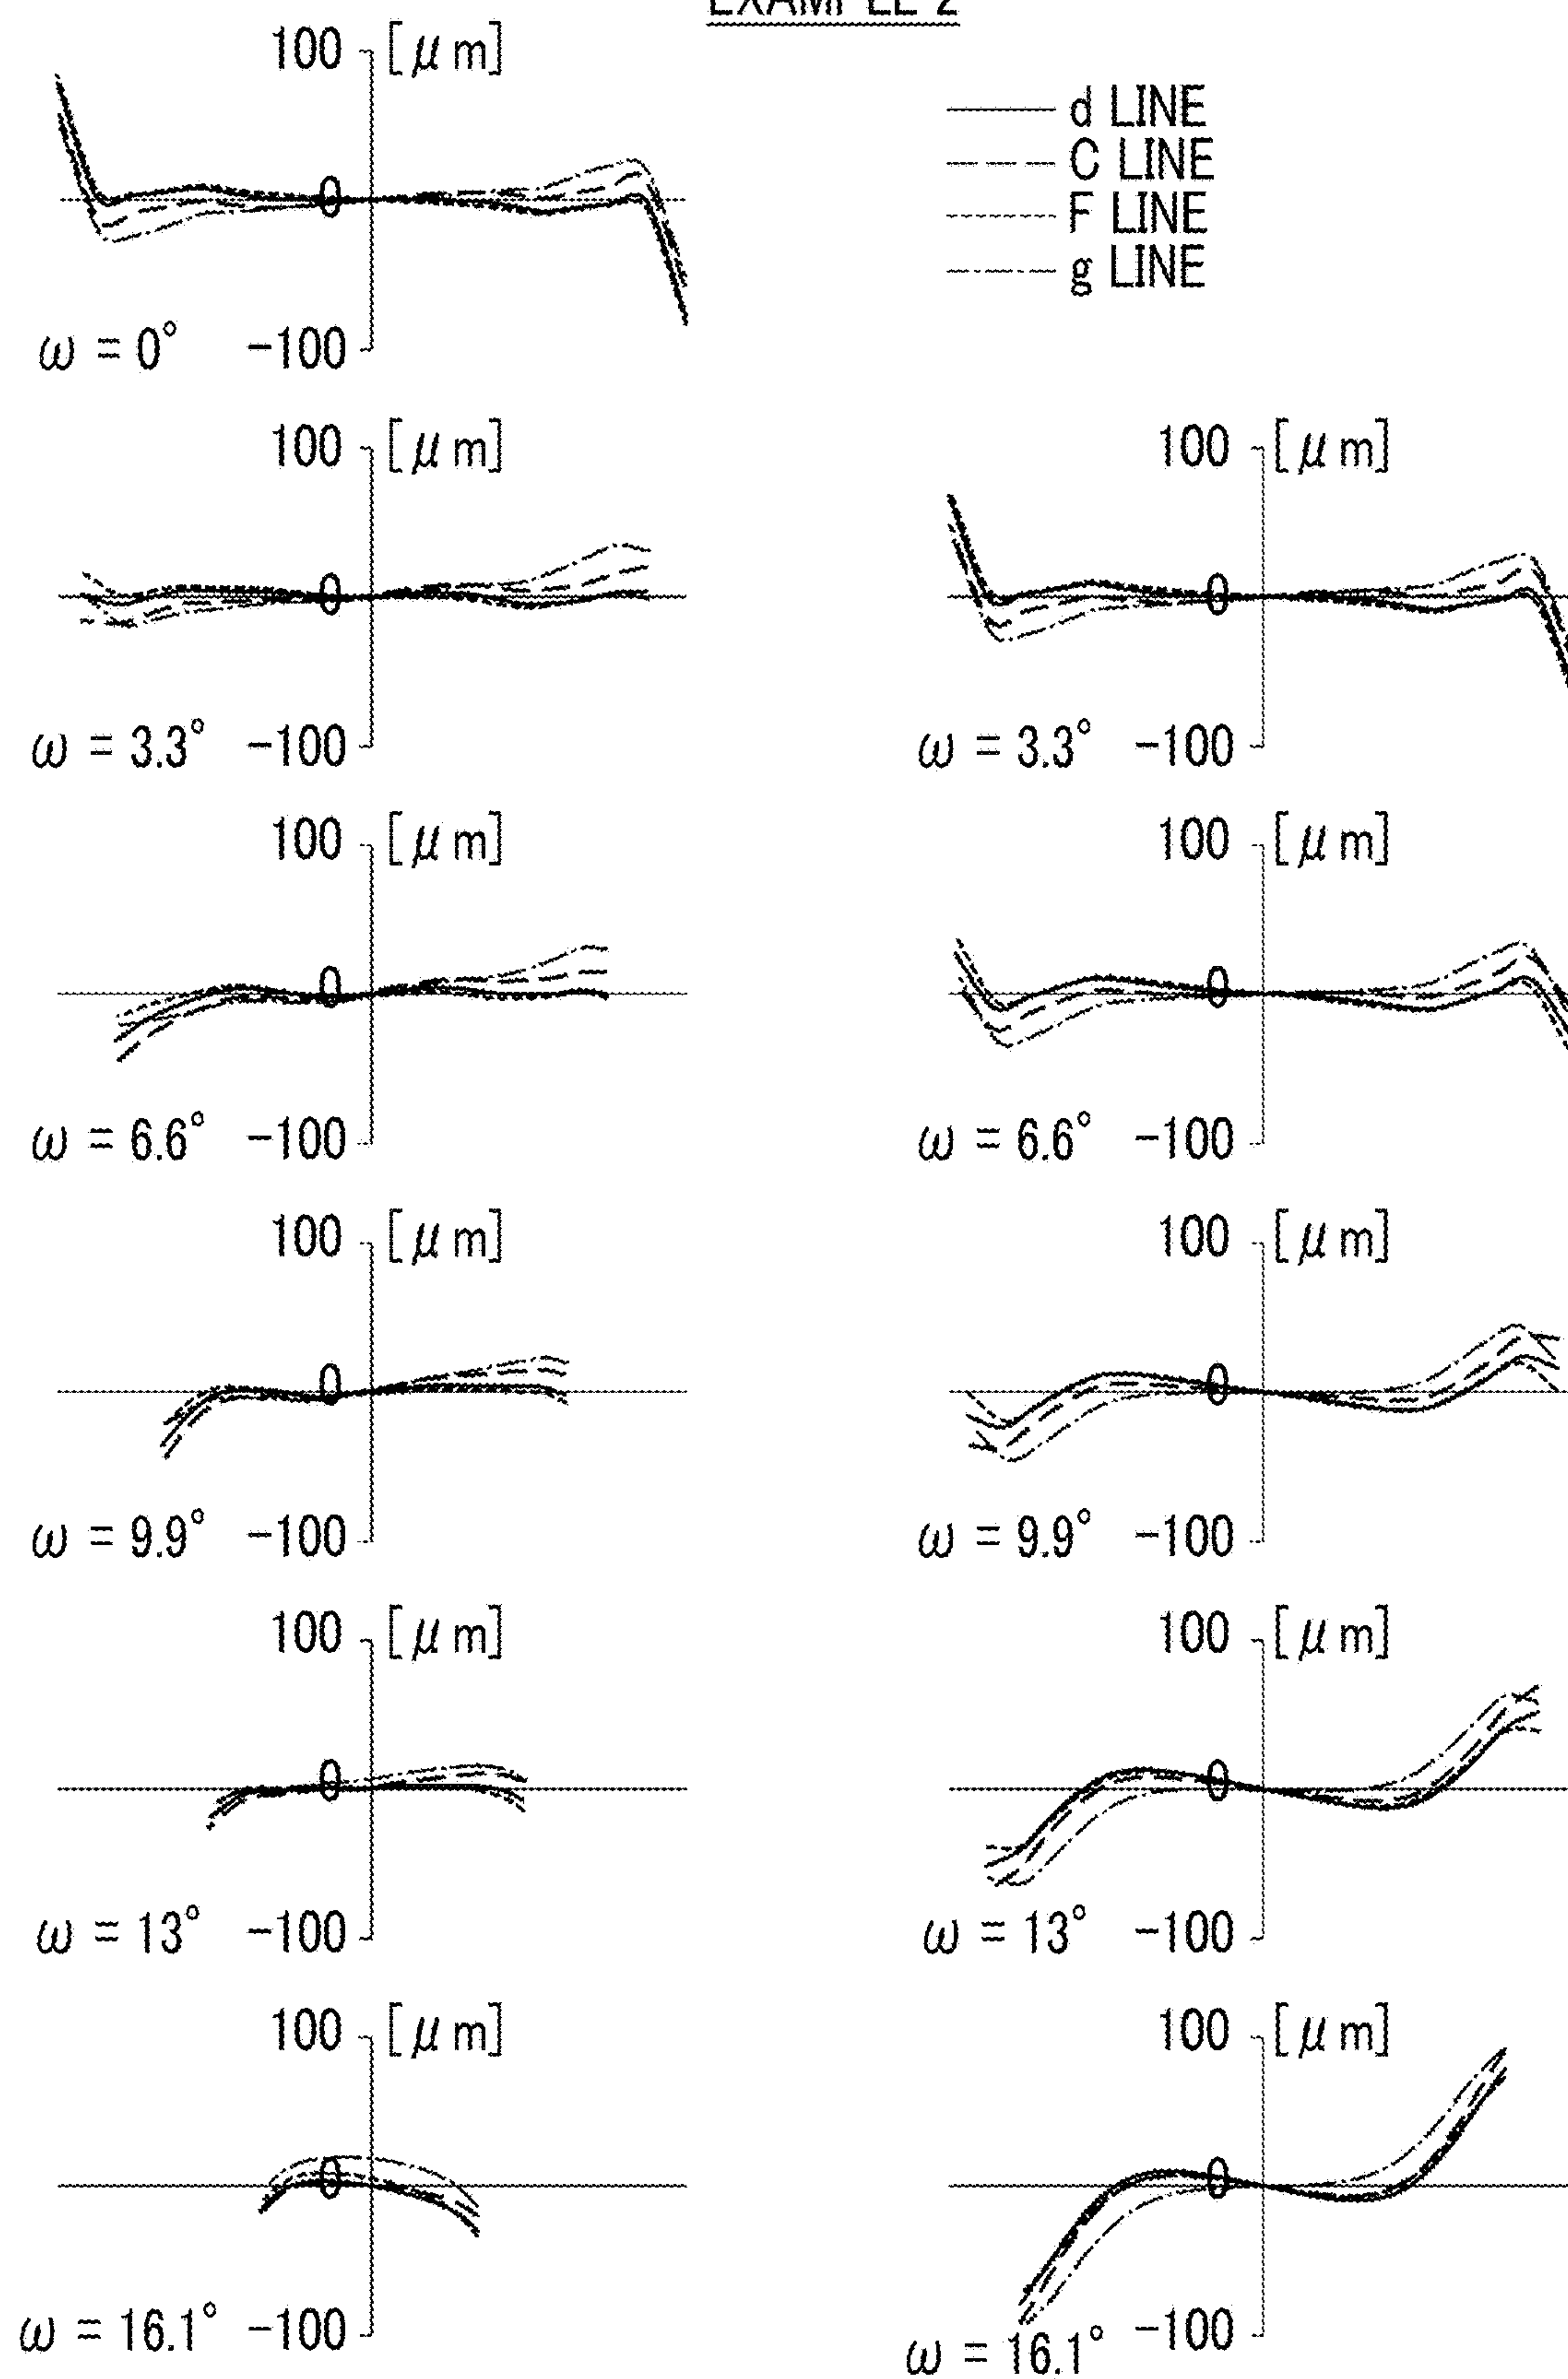 EXAMPLE 2
100 [μm]
0
ω = 0° -100
d LINE
C LINE
F LINE
g LINE
100 [μm]
0
ω = 3.3° -100
100 [μm]
0
ω = 3.3° -100
100 [μm]
0
ω = 6.6° -100
100 [μm]
0
ω = 6.6° -100
100 [μm]
0
ω = 9.9° -100
100 [μm]
0
ω = 9.9° -100
100 [μm]
0
ω = 13° -100
100 [μm]
0
ω = 13° -100
100 [μm]
0
ω = 16.1° -100
100 [μm]
0
ω = 16.1° -100